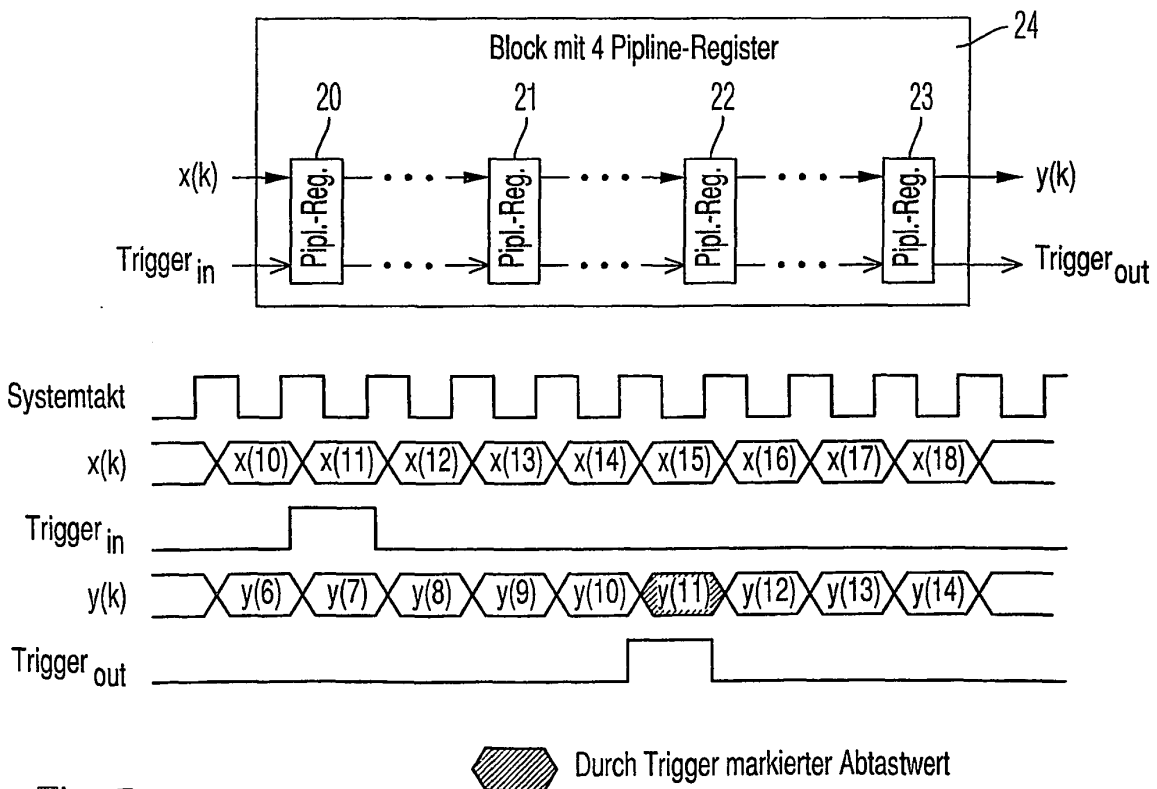 24
Block mit 4 Pipline-Register
20 21 22 23
x(k) Pipl.-Reg. Pipl.-Reg. Pipl.-Reg. Pipl.-Reg. y(k)
Trigger in Trigger out
Systemtakt
x(k) x(10) x(11) x(12) x(13) x(14) x(15) x(16) x(17) x(18)
Trigger in
y(k) y(6) y(7) y(8) y(9) y(10) y(11) y(12) y(13) y(14)
Trigger out
Durch Trigger markierter Abtastwert